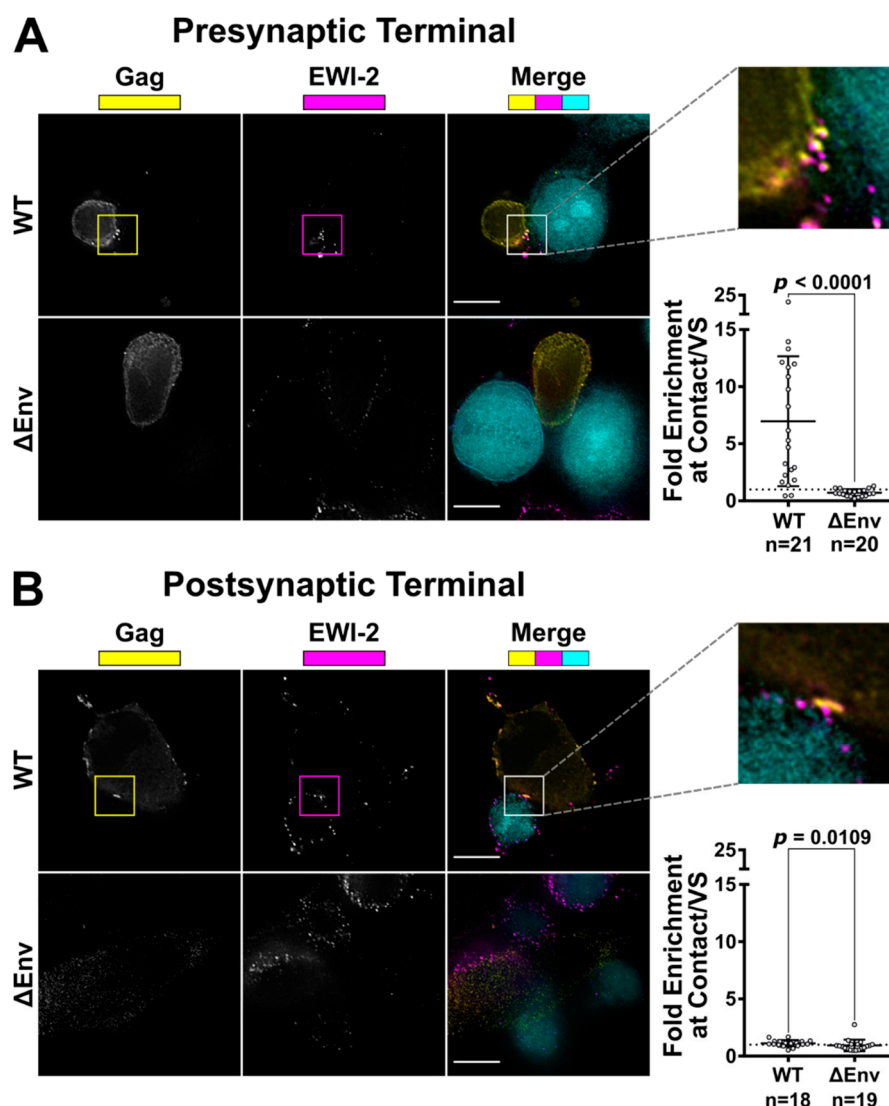 A Presynaptic Terminal
Gag EWI-2 Merge
WT
ΔEnv
p < 0.0001
Fold Enrichment
at Contact/VS
25
15
10
5
0
WT ΔEnv
n=21 n=20
B Postsynaptic Terminal
Gag EWI-2 Merge
WT
ΔEnv
p = 0.0109
Fold Enrichment
at Contact/VS
25
15
10
5
0
WT ΔEnv
n=18 n=19